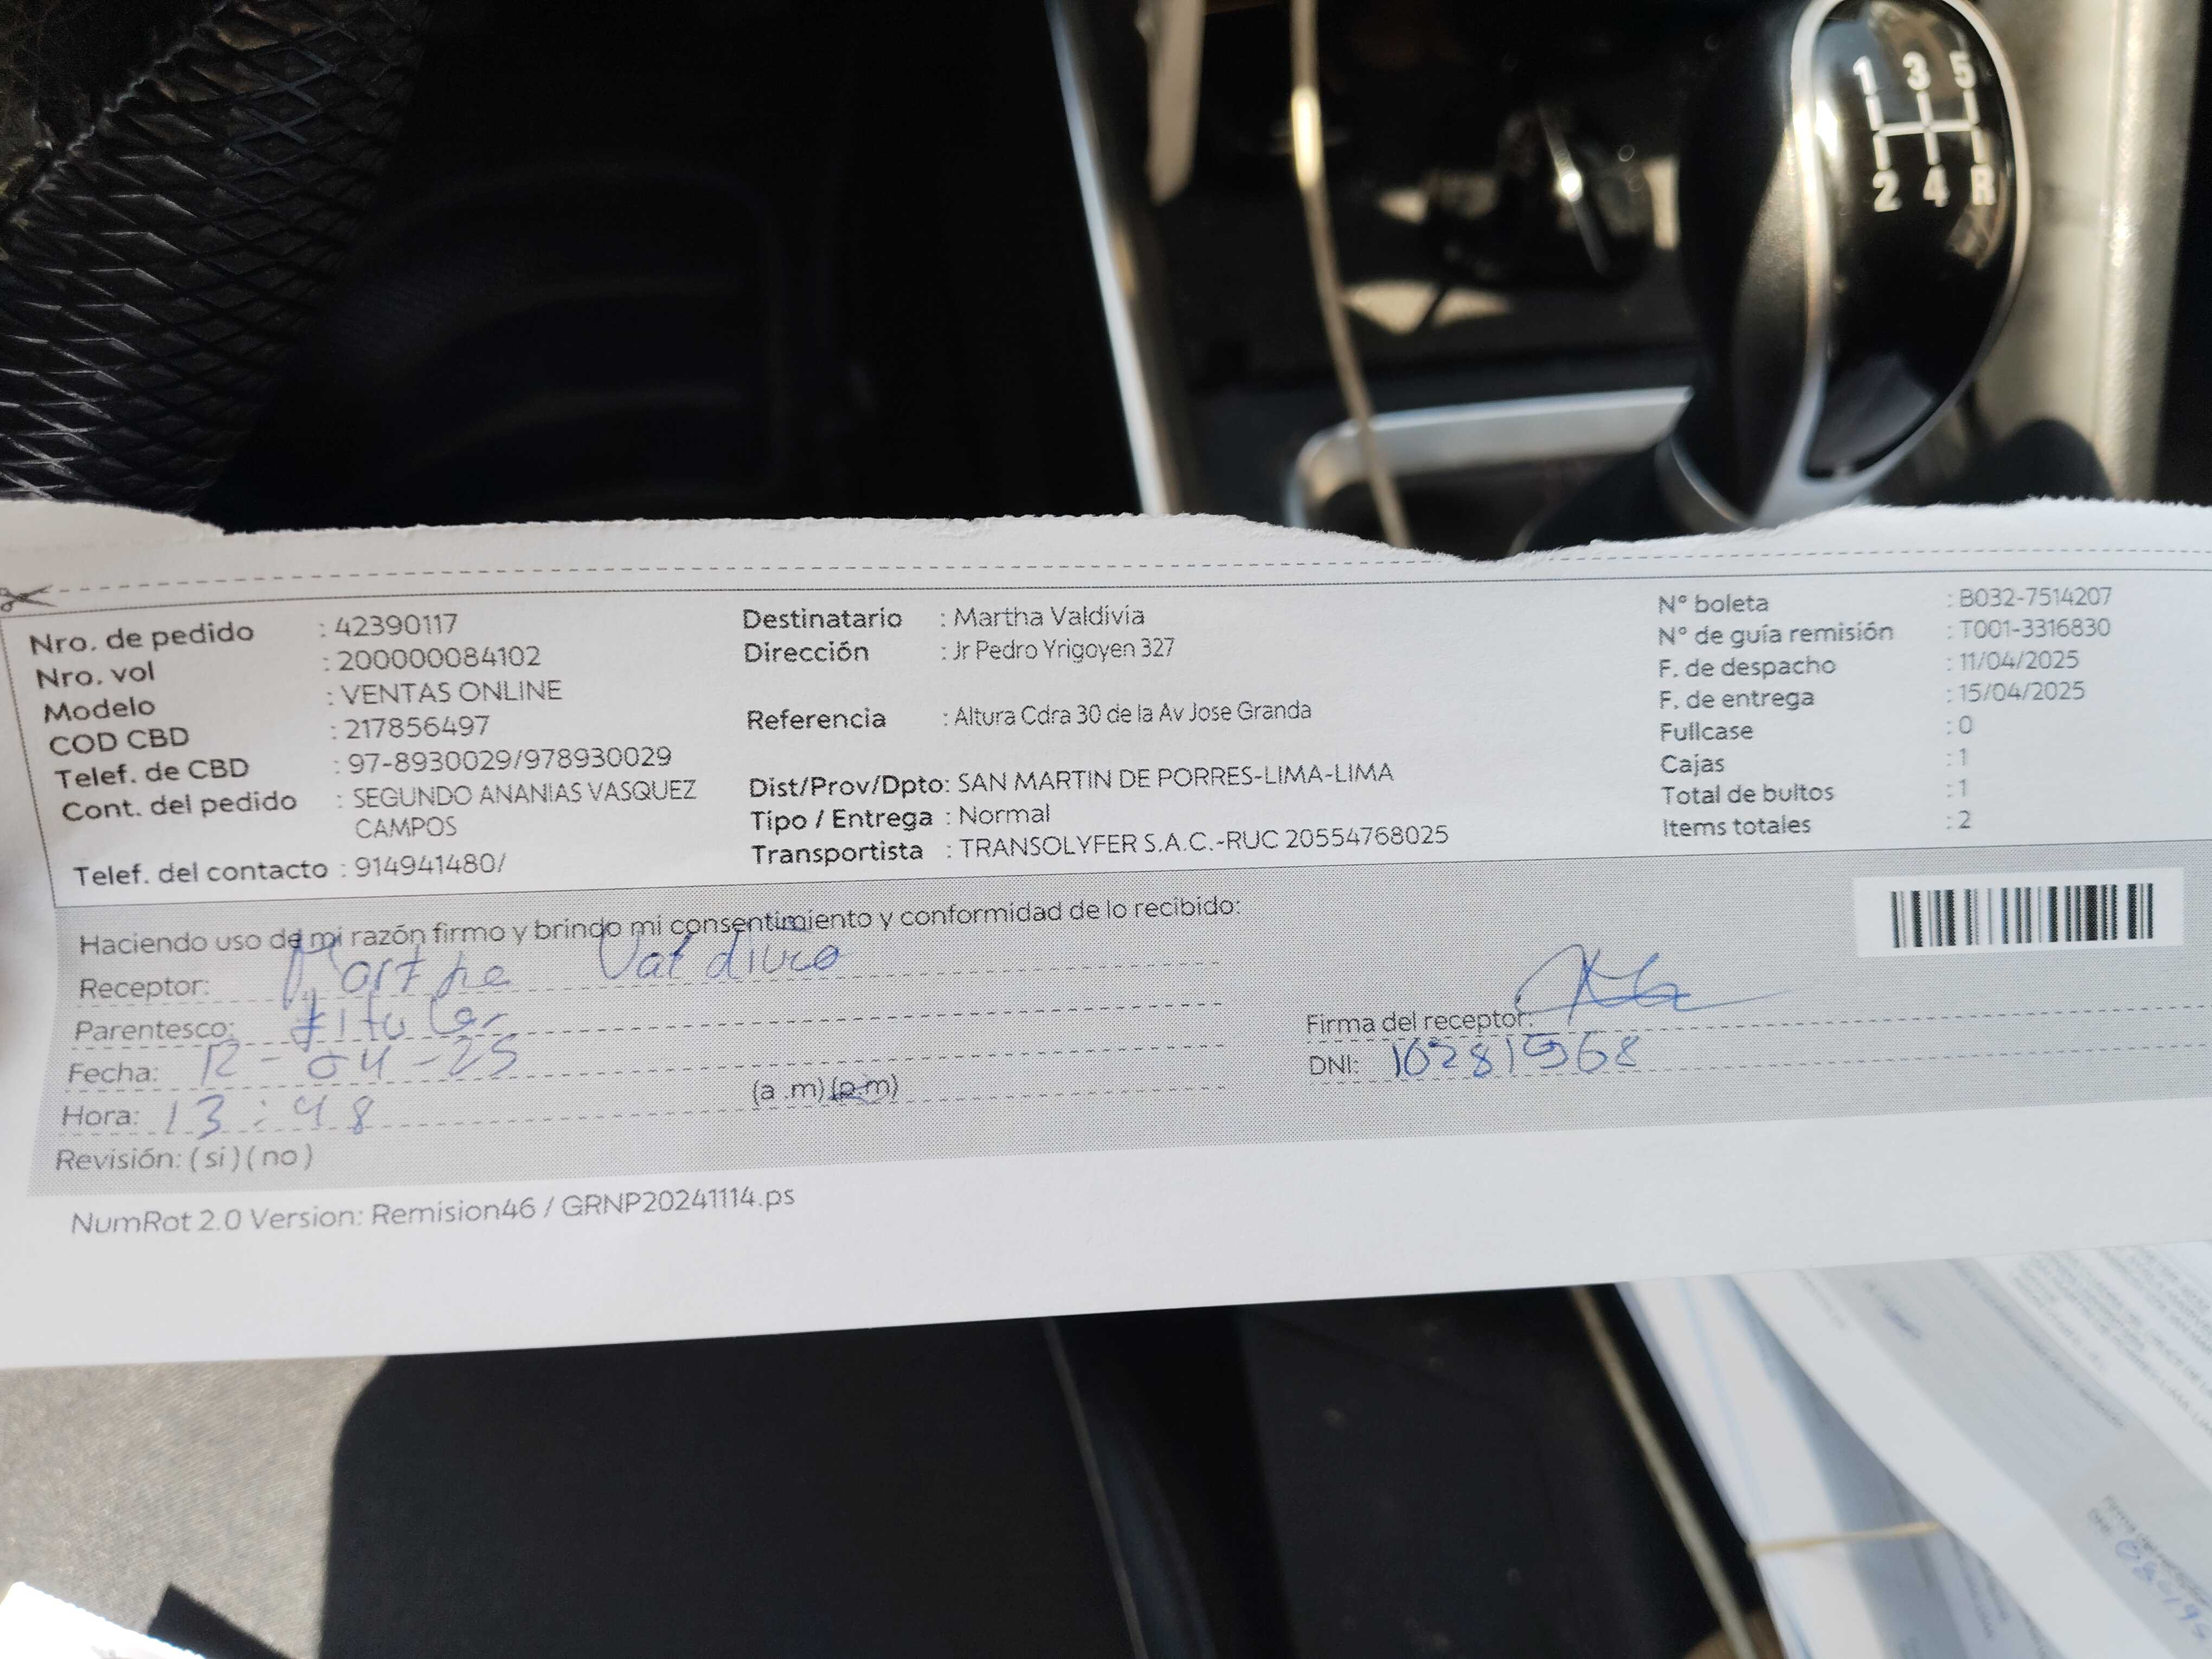 1 3 5
2 4 R
Nro. de pedido : 42390117
Nro. vol : 200000084102
Modelo : VENTAS ONLINE
COD CBD : 217856497
Telef. de CBD : 97-8930029/978930029
Cont. del pedido : SEGUNDO ANANIAS VASQUEZ
CAMPOS
Telef. del contacto : 914941480/
Destinatario : Martha Valdivia
Dirección : Jr Pedro Yrigoyen 327
Referencia : Altura Cdra 30 de la Av Jose Granda
Dist/Prov/Dpto: SAN MARTIN DE PORRES-LIMA-LIMA
Tipo / Entrega : Normal
Transportista : TRANSOLYFER S.A.C.-RUC 20554768025
N° boleta : B032-7514207
N° de guía remisión : T001-3316830
F. de despacho : 11/04/2025
F. de entrega : 15/04/2025
Fullcase : 0
Cajas : 1
Total de bultos : 1
Items totales : 2
Haciendo uso de mi razón firmo y brindo mi consentimiento y conformidad de lo recibido:
Receptor: Martha Valdivia
Parentesco: titular
Fecha: 12-04-25
Hora: 13:48 (a .m) (p.m)
Revisión: ( si ) ( no )
Firma del receptor:
DNI: 10281968
NumRot 2.0 Version: Remision46 / GRNP20241114.ps